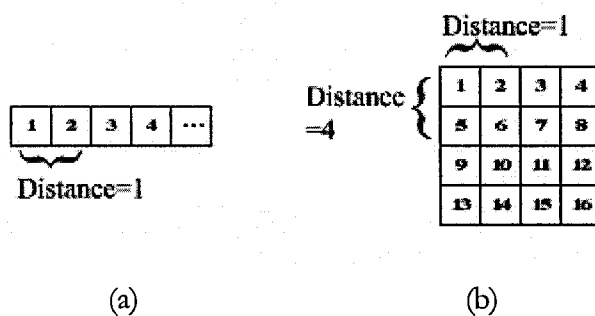 1 2 3 4 ...
Distance=1
(a)
Distance=1
Distance
=4
1 2 3 4
5 6 7 8
9 10 11 12
13 14 15 16
(b)